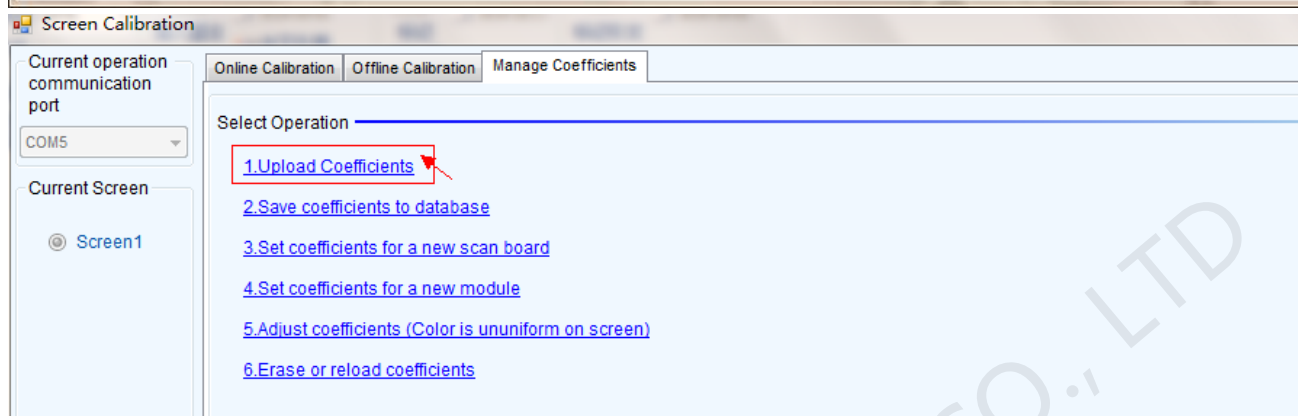 Screen Calibration
Current operation
communication
port
COM5
Current Screen
Screen1
Online Calibration
Offline Calibration
Manage Coefficients
Select Operation
1.Upload Coefficients
2.Save coefficients to database
3.Set coefficients for a new scan board
4.Set coefficients for a new module
5.Adjust coefficients (Color is ununiform on screen)
6.Erase or reload coefficients
CO., LTD